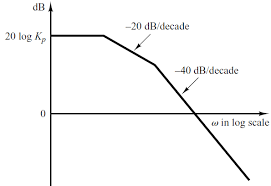 dB
−20 dB/decade
20 log Kp
−40 dB/decade
0
ω in log scale